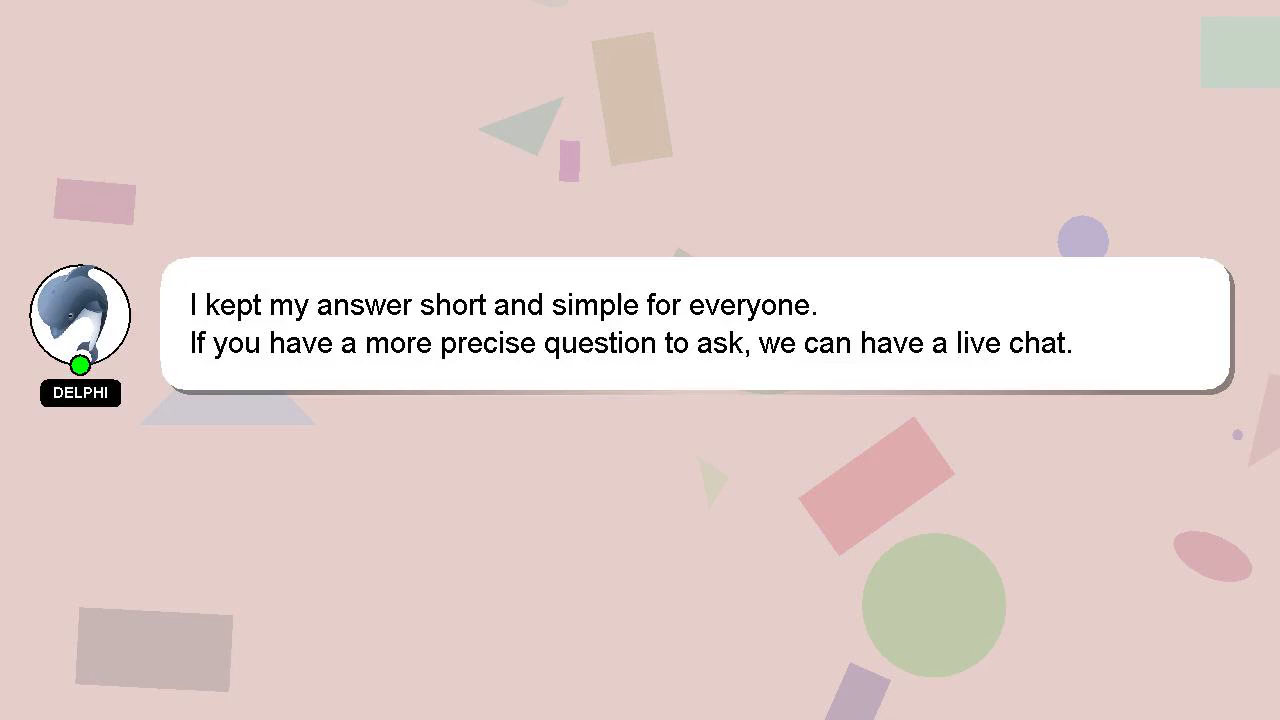 I kept my answer short and simple for everyone.
If you have a more precise question to ask, we can have a live chat.
DELPHI